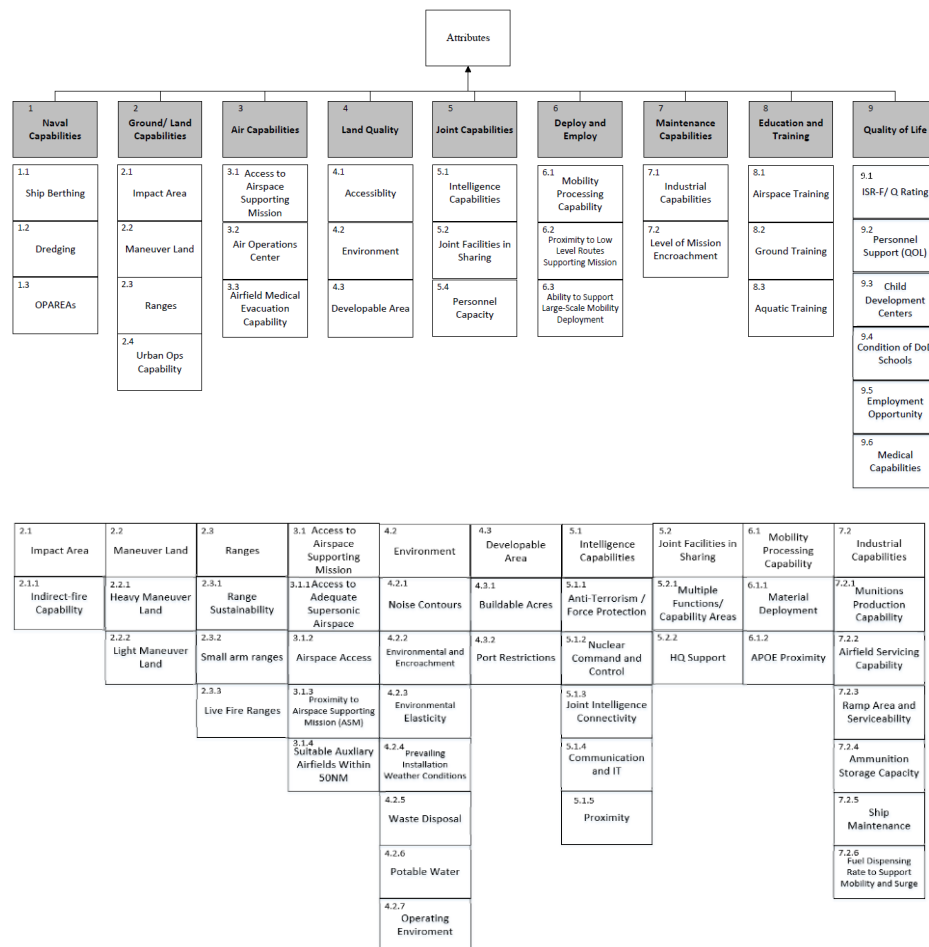 Attributes
1
Naval
Capabilities
2
Ground/ Land
Capabilities
3
Air Capabilities
4
Land Quality
5
Joint Capabilities
6
Deploy and
Employ
7
Maintenance
Capabilities
8
Education and
Training
9
Quality of Life
1.1
Ship Berthing
1.2
Dredging
1.3
OPAREAs
2.1
Impact Area
2.2
Maneuver Land
2.3
Ranges
2.4
Urban Ops
Capability
3.1 Access to
Airspace
Supporting
Mission
3.2
Air Operations
Center
3.3
Airfield Medical
Evacuation
Capability
4.1
Accessiblity
4.2
Environment
4.3
Developable Area
5.1
Intelligence
Capabilities
5.2
Joint Facilities in
Sharing
5.4
Personnel
Capacity
6.1
Mobility
Processing
Capability
6.2
Proximity to Low
Level Routes
Supporting Mission
6.3
Ability to Support
Large-Scale Mobility
Deployment
7.1
Industrial
Capabilities
7.2
Level of Mission
Encroachment
8.1
Airspace Training
8.2
Ground Training
8.3
Aquatic Training
9.1
ISR-F/ Q Rating
9.2
Personnel
Support (QOL)
9.3
Child
Development
Centers
9.4
Condition of DoD
Schools
9.5
Employment
Opportunity
9.6
Medical
Capabilities
2.1
Impact Area
2.1.1
Indirect-fire
Capability
2.2
Maneuver Land
2.2.1
Heavy Maneuver
Land
2.2.2
Light Maneuver
Land
2.3
Ranges
2.3.1
Range
Sustainability
2.3.2
Small arm ranges
2.3.3
Live Fire Ranges
3.1 Access to
Airspace
Supporting
Mission
3.1.1 Access to
Adequate
Supersonic
Airspace
3.1.2
Airspace Access
3.1.3
Proximity to
Airspace Supporting
Mission (ASM)
3.1.4
Suitable Auxliary
Airfields Within
50NM
4.2
Environment
4.2.1
Noise Contours
4.2.2
Environmental and
Encroachment
4.2.3
Environmental
Elasticity
4.2.4 Prevailing
Installation
Weather Conditions
4.2.5
Waste Disposal
4.2.6
Potable Water
4.2.7
Operating
Enviroment
4.3
Developable
Area
4.3.1
Buildable Acres
4.3.2
Port Restrictions
5.1
Intelligence
Capabilities
5.1.1
Anti-Terrorism /
Force Protection
5.1.2
Nuclear
Command and
Control
5.1.3
Joint Intelligence
Connectivity
5.1.4
Communication
and IT
5.1.5
Proximity
5.2
Joint Facilities in
Sharing
5.2.1
Multiple
Functions/
Capability Areas
5.2.2
HQ Support
6.1
Mobility
Processing
Capability
6.1.1
Material
Deployment
6.1.2
APOE Proximity
7.2
Industrial
Capabilities
7.2.1
Munitions
Production
Capability
7.2.2
Airfield Servicing
Capability
7.2.3
Ramp Area and
Serviceability
7.2.4
Ammunition
Storage Capacity
7.2.5
Ship
Maintenance
7.2.6
Fuel Dispensing
Rate to Support
Mobility and Surge